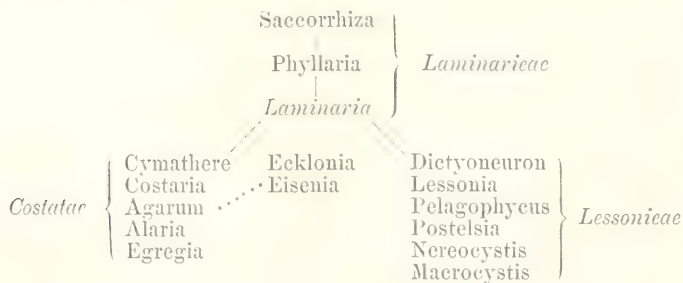 Saccorrhiza
Phyllaria Laminarieae
Laminaria
Cymathere Ecklonia Dictyoneuron
Costaria Eisenia Lessonia
Costatae Agarum Pelagophycus Lessonieae
Alaria Postelsia
Egregia Nereocystis
Macrocystis